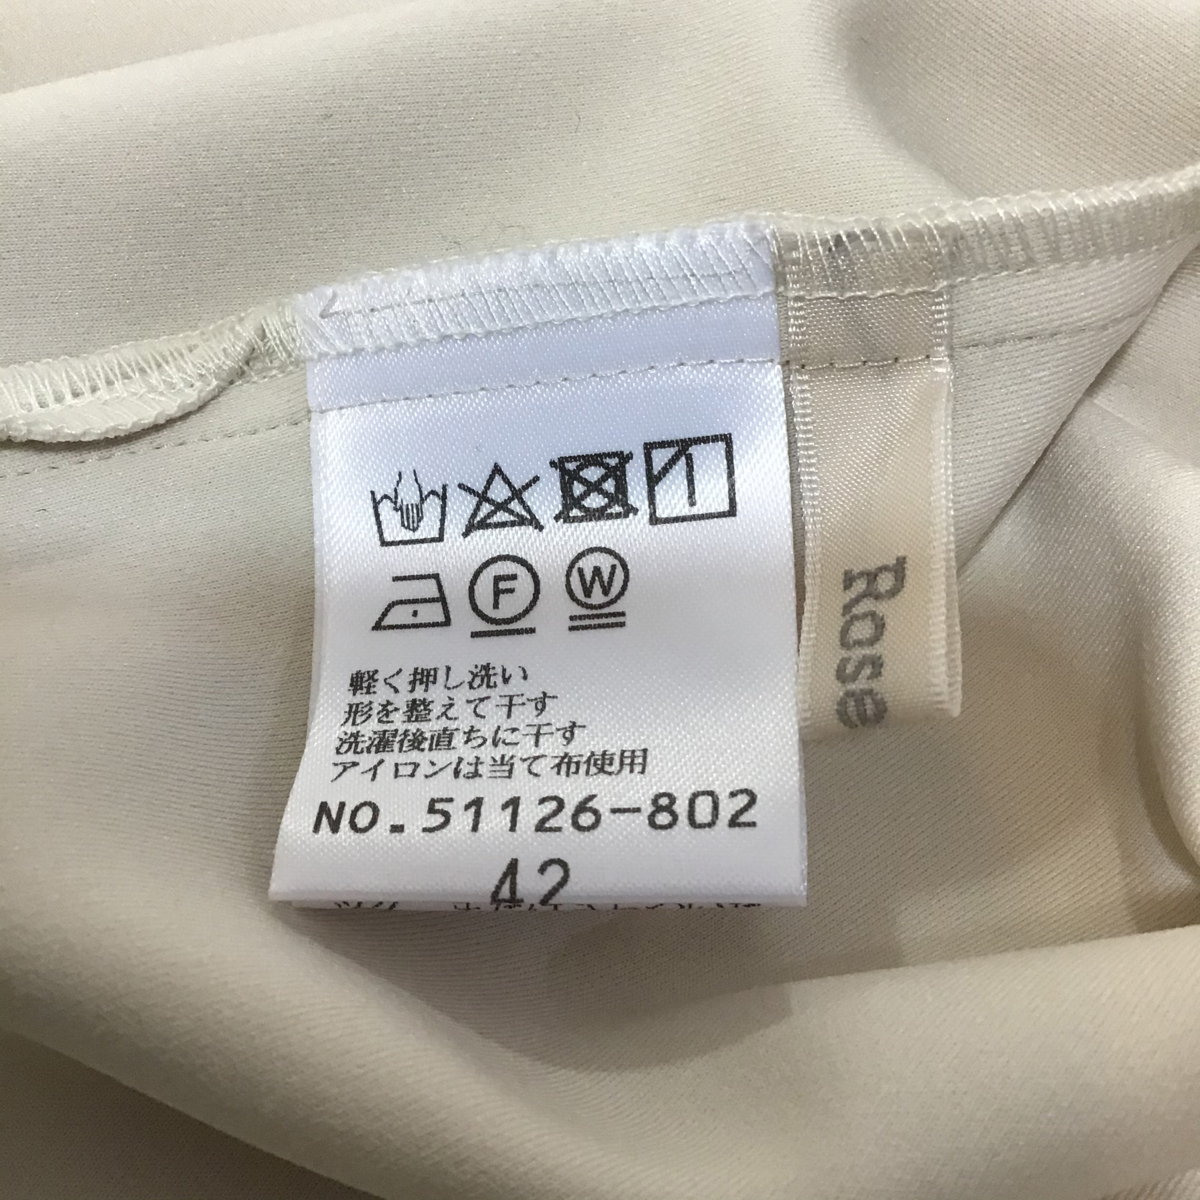 F W
軽く押し洗い
形を整えて干す
洗濯後直ちに干す
アイロンは当て布使用
NO.51126-802
42
Rose